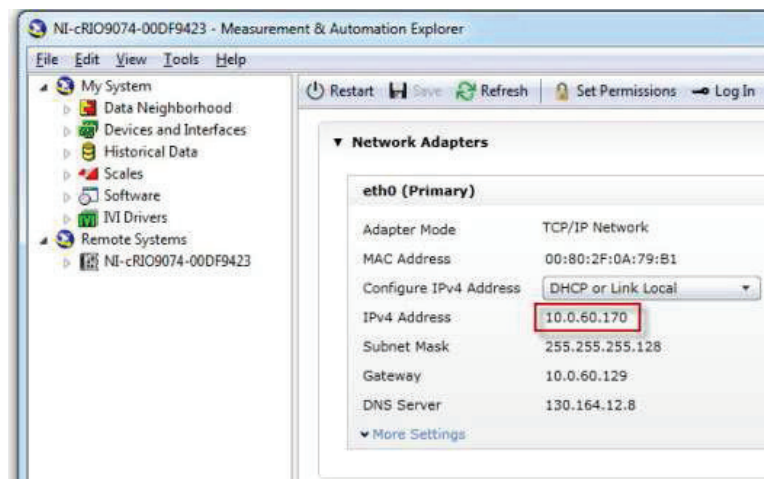 NI-cRIO9074-00DF9423 - Measurement & Automation Explorer
File Edit View Tools Help
My System
Data Neighborhood
Devices and Interfaces
Historical Data
Scales
Software
IVI Drivers
Remote Systems
NI-cRIO9074-00DF9423
Restart Save Refresh Set Permissions Log In
Network Adapters
eth0 (Primary)
Adapter Mode TCP/IP Network
MAC Address 00:80:2F:0A:79:B1
Configure IPv4 Address DHCP or Link Local
IPv4 Address 10.0.60.170
Subnet Mask 255.255.255.128
Gateway 10.0.60.129
DNS Server 130.164.12.8
More Settings